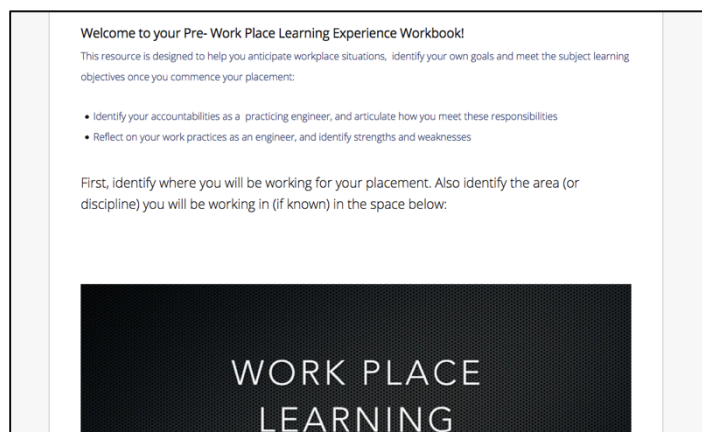 Welcome to your Pre- Work Place Learning Experience Workbook!
This resource is designed to help you anticipate workplace situations, identify your own goals and meet the subject learning
objectives once you commence your placement:
• Identify your accountabilities as a practicing engineer, and articulate how you meet these responsibilities
• Reflect on your work practices as an engineer, and identify strengths and weaknesses
First, identify where you will be working for your placement. Also identify the area (or
discipline) you will be working in (if known) in the space below:
WORK PLACE
LEARNING